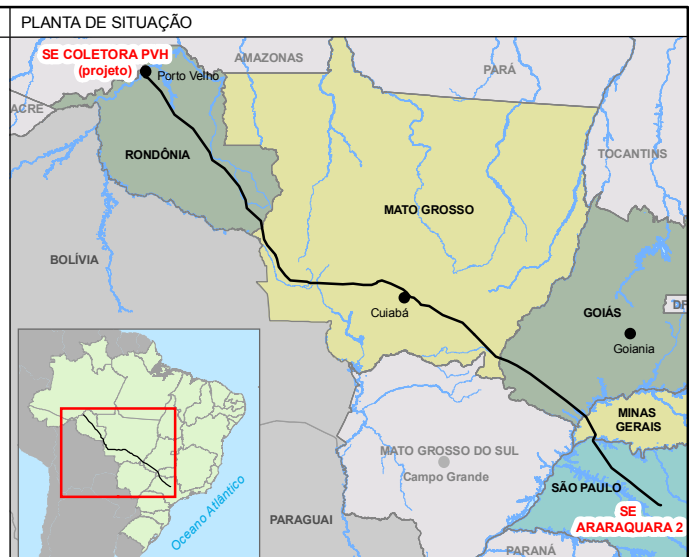 PLANTA DE SITUAÇÃO
SE COLETORA PVH
(projeto)
Porto Velho
AMAZONAS
PARÁ
ACRE
TOCANTINS
RONDÔNIA
MATO GROSSO
BOLÍVIA
Cuiabá
GOIÁS
DF
Goiania
MINAS
GERAIS
MATO GROSSO DO SUL
Campo Grande
SÃO PAULO
SE
ARARAQUARA 2
PARAGUAI
PARANÁ
Oceano Atlântico